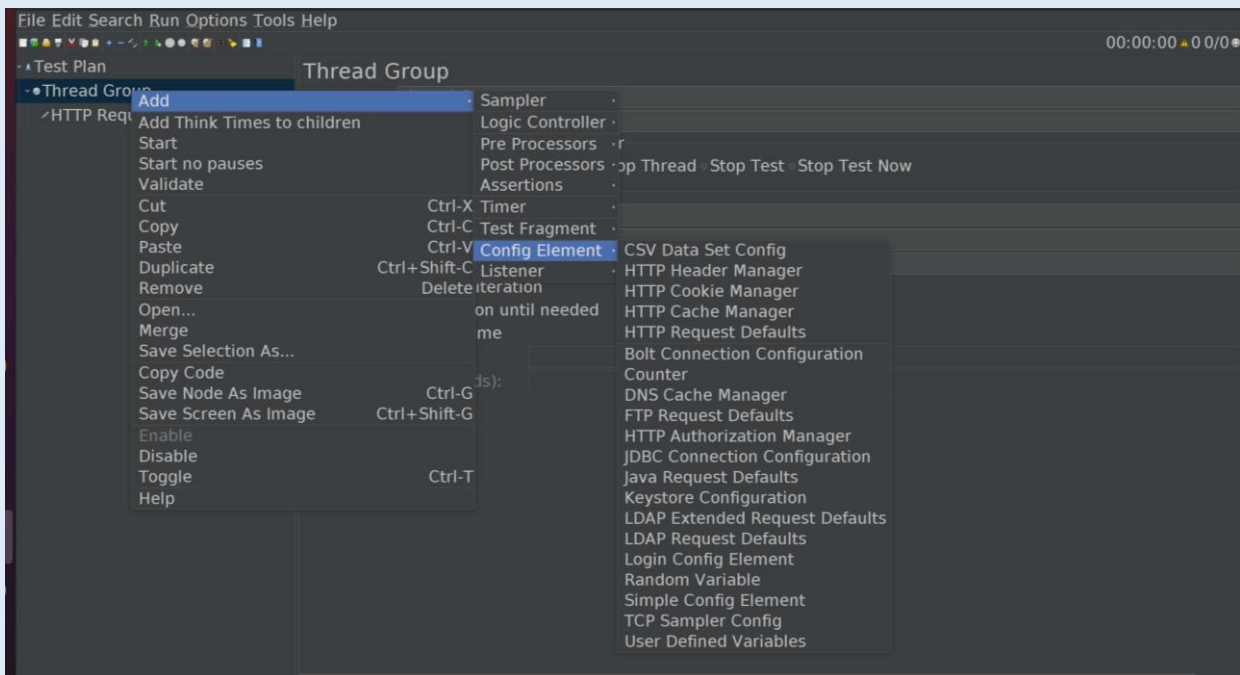 File Edit Search Run Options Tools Help
00:00:00 0 0/0
Test Plan
Thread Group
Thread Group
HTTP Requ
Add
Add Think Times to children
Start
Start no pauses
Validate
Cut Ctrl-X
Copy Ctrl-C
Paste Ctrl-V
Duplicate Ctrl+Shift-C
Remove Delete
Open...
Merge
Save Selection As...
Copy Code
Save Node As Image Ctrl-G
Save Screen As Image Ctrl+Shift-G
Enable
Disable
Toggle Ctrl-T
Help
Sampler
Logic Controller
Pre Processors
Post Processors
Assertions
Timer
Test Fragment
Config Element
Listener
r
op Thread Stop Test Stop Test Now
iteration
on until needed
me
ds):
CSV Data Set Config
HTTP Header Manager
HTTP Cookie Manager
HTTP Cache Manager
HTTP Request Defaults
Bolt Connection Configuration
Counter
DNS Cache Manager
FTP Request Defaults
HTTP Authorization Manager
JDBC Connection Configuration
Java Request Defaults
Keystore Configuration
LDAP Extended Request Defaults
LDAP Request Defaults
Login Config Element
Random Variable
Simple Config Element
TCP Sampler Config
User Defined Variables